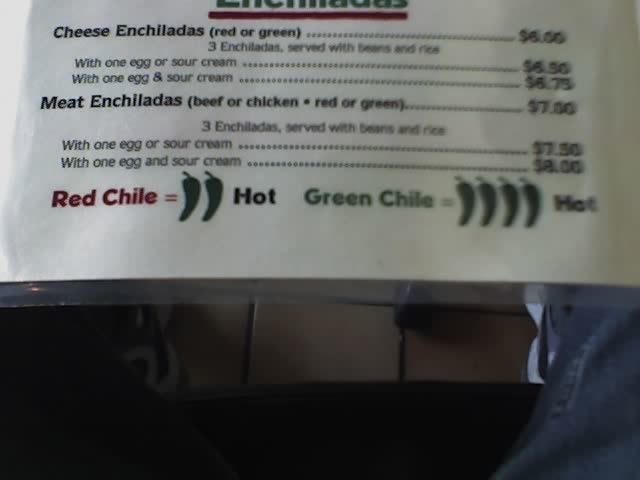 Enchiladas
Cheese Enchiladas (red or green) ........ $6.00
3 Enchiladas, served with beans and rice
With one egg or sour cream ........ $6.50
With one egg & sour cream ........ $6.75
Meat Enchiladas (beef or chicken • red or green)........ $7.00
3 Enchiladas, served with beans and rice
With one egg or sour cream ........ $7.50
With one egg and sour cream ........ $8.00
Red Chile = Hot Green Chile = Hot